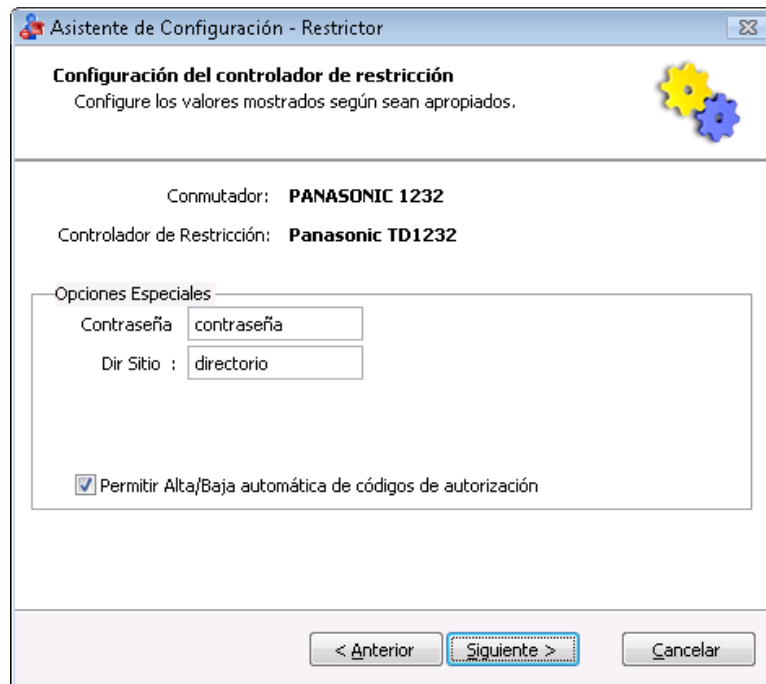 Asistente de Configuración - Restrictor
Configuración del controlador de restricción
Configure los valores mostrados según sean apropiados.
Conmutador: PANASONIC 1232
Controlador de Restricción: Panasonic TD1232
Opciones Especiales
Contraseña contraseña
Dir Sitio : directorio
Permitir Alta/Baja automática de códigos de autorización
< Anterior Siguiente > Cancelar